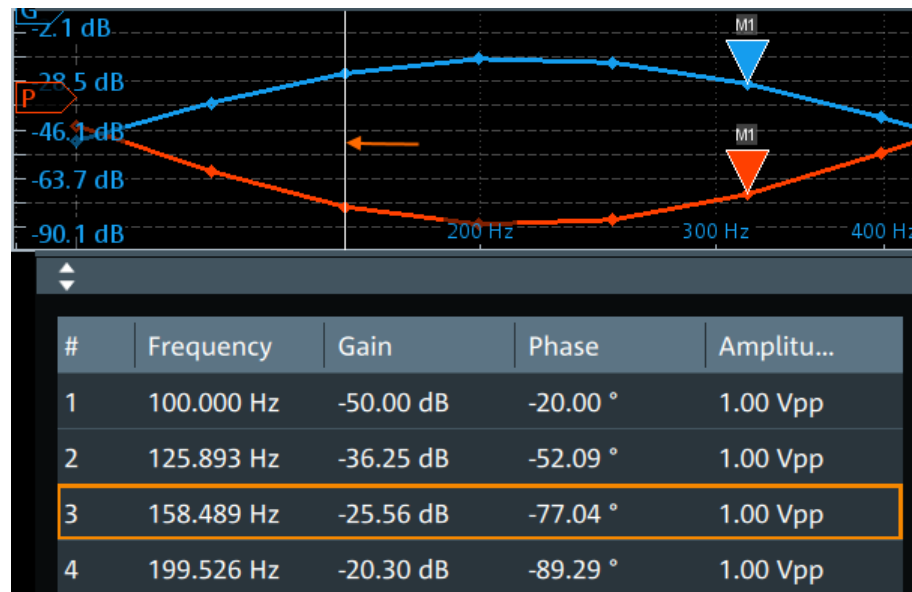 G
-2.1 dB
M1
-28.5 dB
P
-46.1 dB
M1
-63.7 dB
-90.1 dB
200 Hz
300 Hz
400 Hz
# Frequency Gain Phase Amplitu...
1 100.000 Hz -50.00 dB -20.00 ° 1.00 Vpp
2 125.893 Hz -36.25 dB -52.09 ° 1.00 Vpp
3 158.489 Hz -25.56 dB -77.04 ° 1.00 Vpp
4 199.526 Hz -20.30 dB -89.29 ° 1.00 Vpp